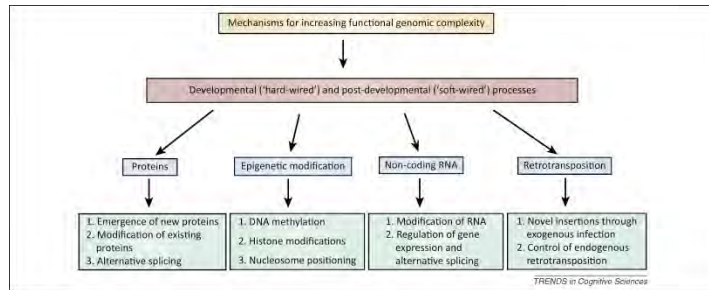 Mechanisms for increasing functional genomic complexity
Developmental ('hard-wired') and post-developmental ('soft-wired') processes
Proteins
Epigenetic modification
Non-coding RNA
Retrotransposition
1. Emergence of new proteins
2. Modification of existing
proteins
3. Alternative splicing
1. DNA methylation
2. Histone modifications
3. Nucleosome positioning
1. Modification of RNA
2. Regulation of gene
expression and
alternative splicing
1. Novel insertions through
exogenous infection
2. Control of endogenous
retrotransposition
TRENDS in Cognitive Sciences